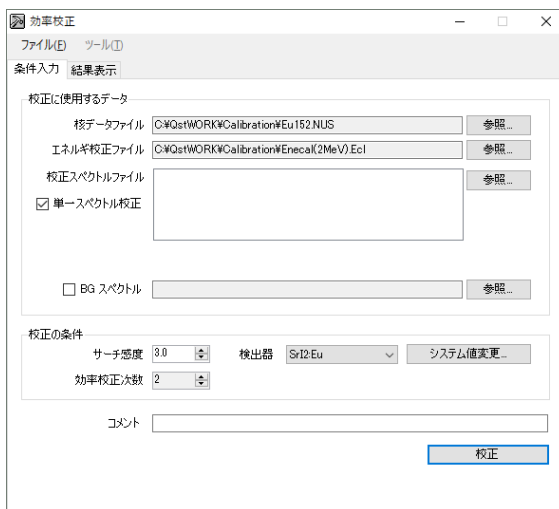 効率校正
ファイル(F) ツール(T)
条件入力 結果表示
校正に使用するデータ
核データファイル C:¥QstWORK¥Calibration¥Eu152.NUS 参照...
エネルギ校正ファイル C:¥QstWORK¥Calibration¥Enecal(2MeV).Ecl 参照...
校正スペクトルファイル 参照...
単一スペクトル校正
BG スペクトル 参照...
校正の条件
サーチ感度 3.0 検出器 SrI2:Eu システム値変更...
効率校正次数 2
コメント
校正